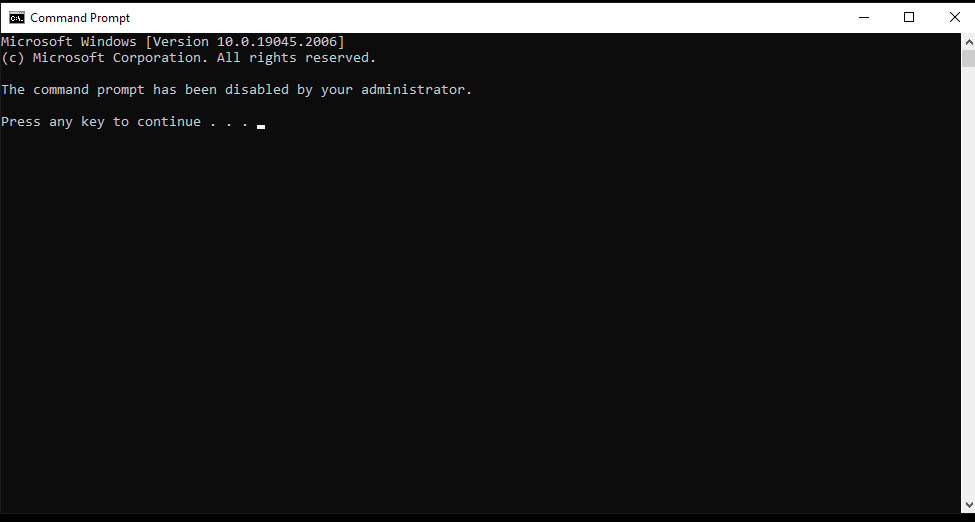 Command Prompt
Microsoft Windows [Version 10.0.19045.2006]
(c) Microsoft Corporation. All rights reserved.
The command prompt has been disabled by your administrator.
Press any key to continue . . .